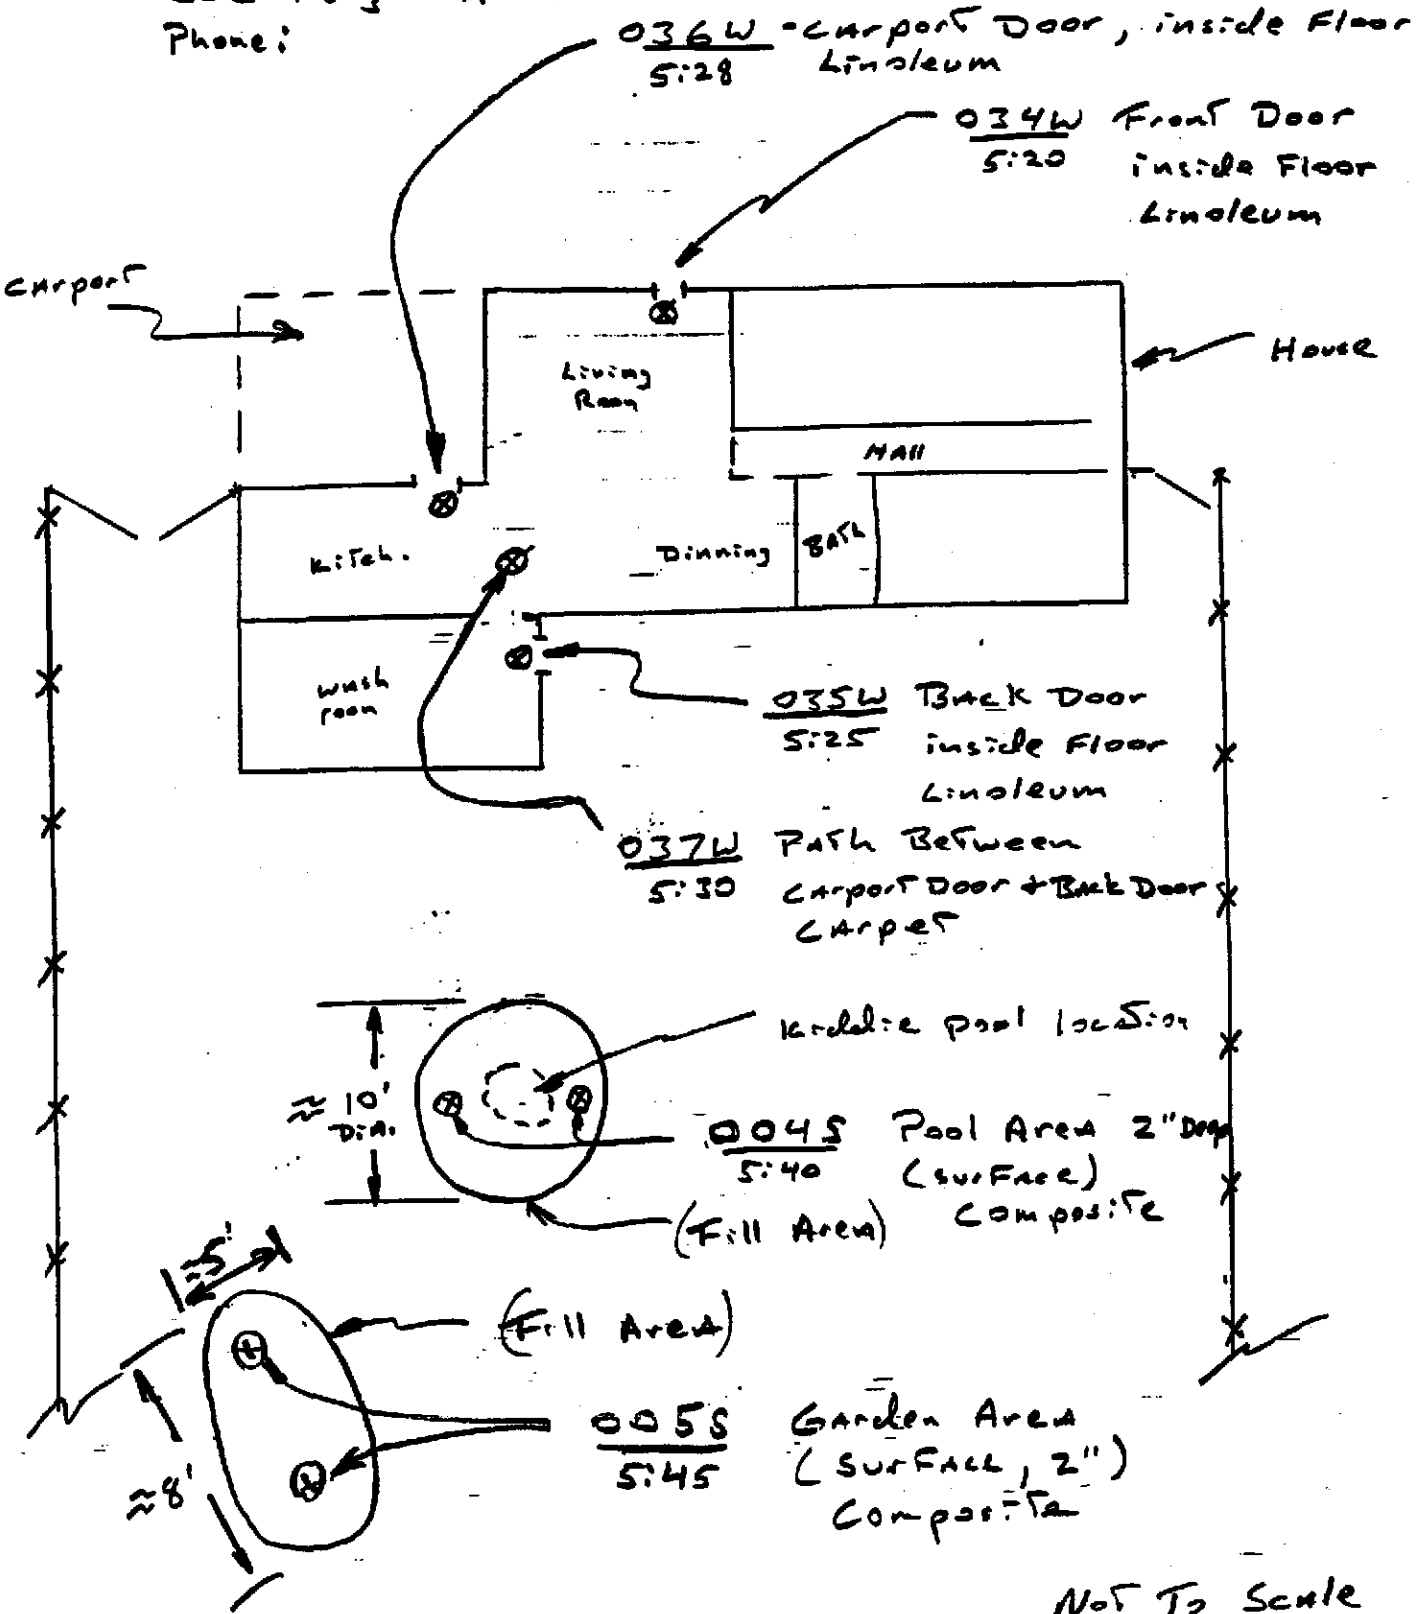 Phone:
036W - Carport Door, inside Floor
5:28 Linoleum
034W Front Door
5:20 inside Floor
Linoleum
Carport
House
Living
Room
Hall
Kitch.
Dinning
Bath
wash
room
035W Back Door
5:25 inside Floor
Linoleum
037W Path Between
5:30 Carport Door + Back Door
Carpet
Kiddie pool location
≈ 10'
Dia.
004S Pool Area 2" Deep
5:40 (surface)
Composite
(Fill Area)
≈5'
(Fill Area)
≈8'
005S Garden Area
5:45 (Surface, 2")
Composite
Not To Scale